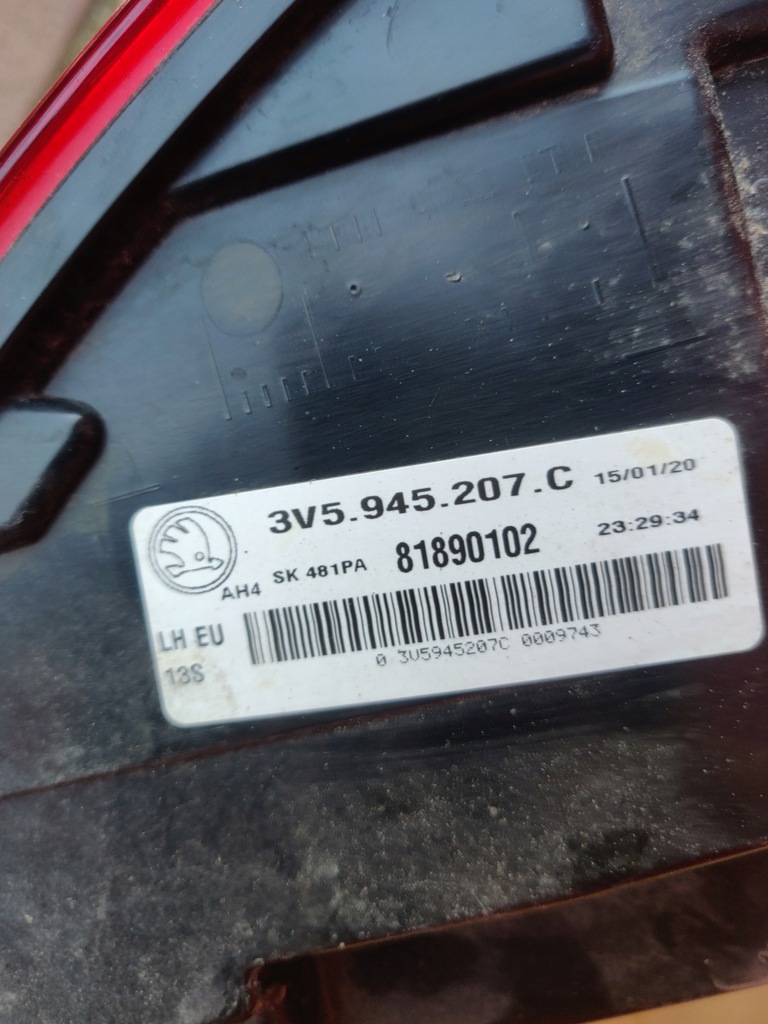 3V5.945.207.C 15/01/20
AH4 SK 481PA 81890102 23:29:34
LH EU
13S
0 3V5945207C 0009743